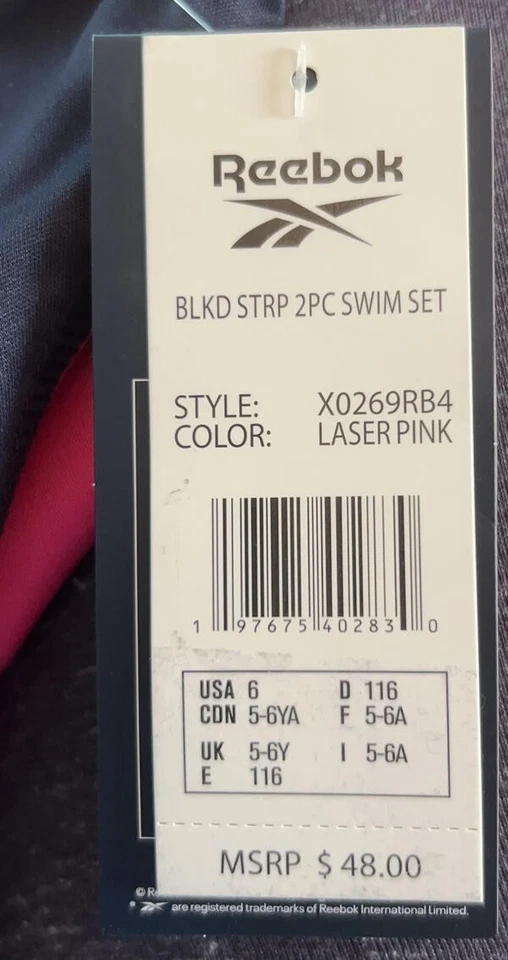 Reebok
BLKD STRP 2PC SWIM SET
STYLE: X0269RB4
COLOR: LASER PINK
1 97675 40283 0
USA 6 D 116
CDN 5-6YA F 5-6A
UK 5-6Y I 5-6A
E 116
MSRP $ 48.00
© Re
are registered trademarks of Reebok International Limited.